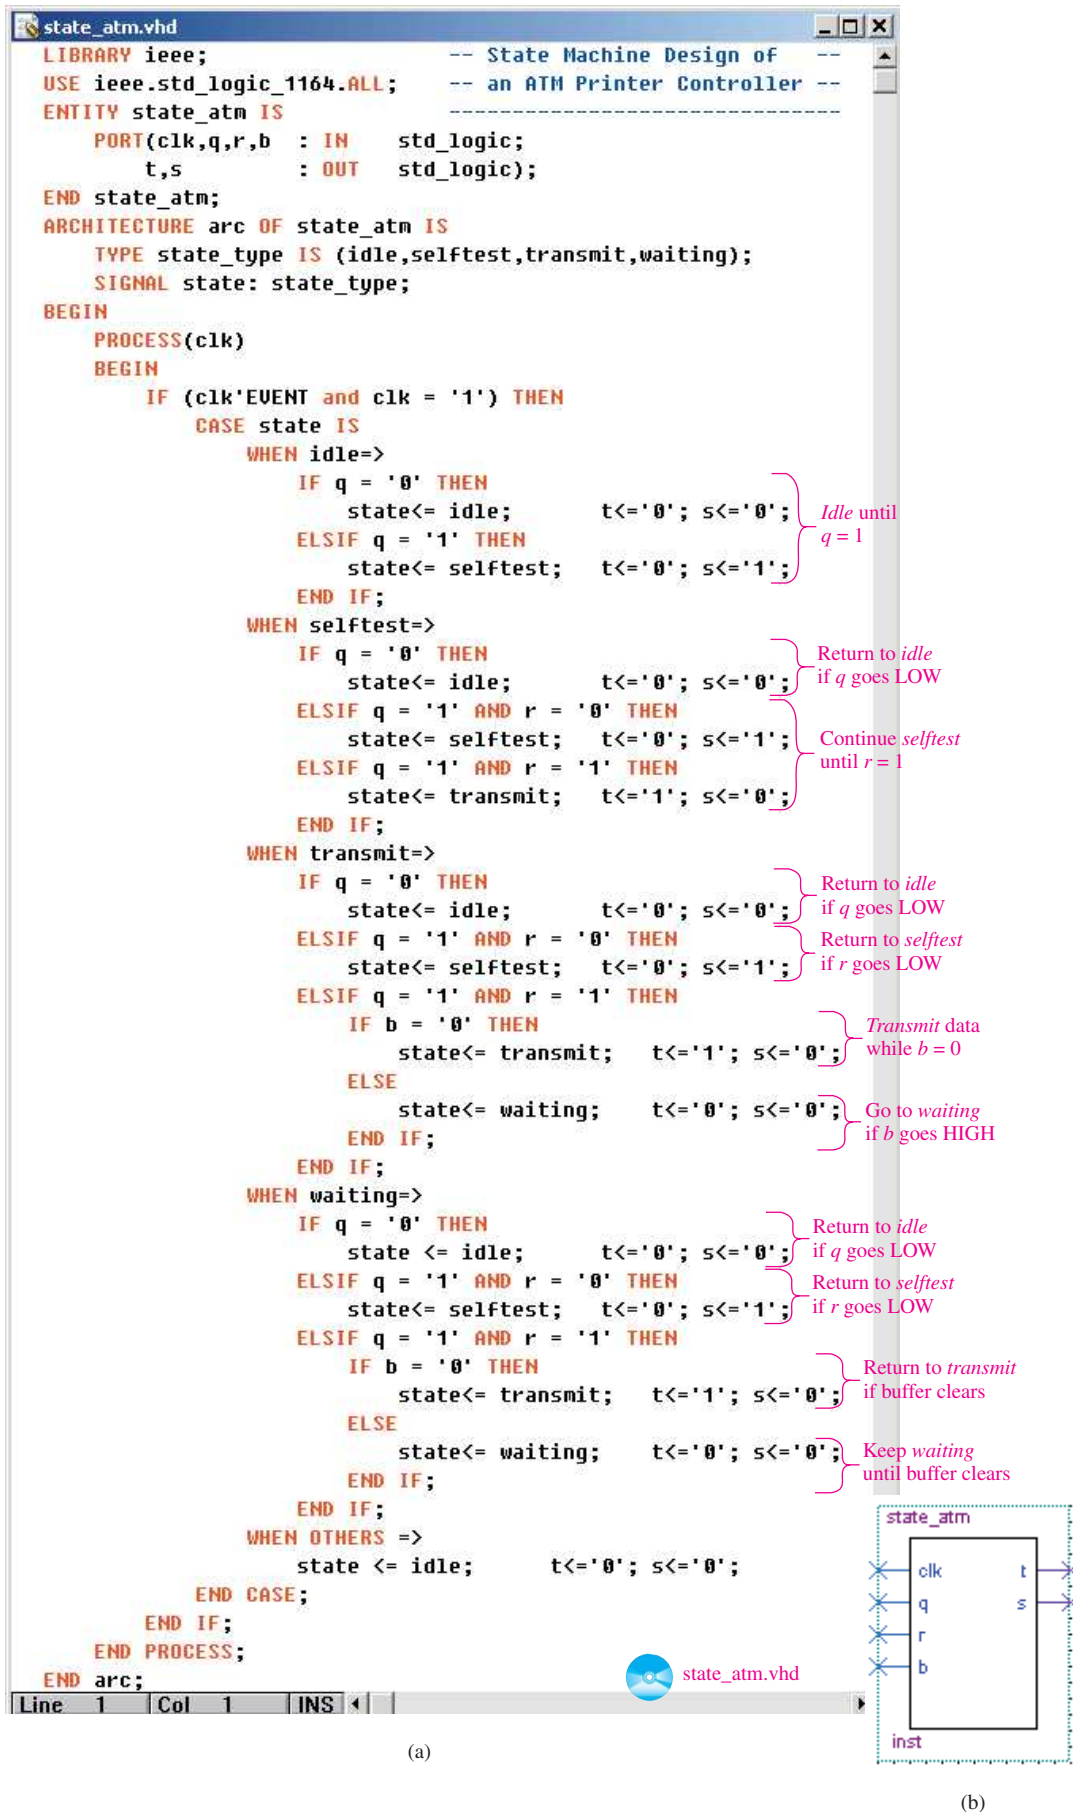 state_atm.vhd
LIBRARY ieee; -- State Machine Design of --
USE ieee.std_logic_1164.ALL; -- an ATM Printer Controller --
ENTITY state_atm IS -------------------------------
PORT(clk,q,r,b : IN std_logic;
t,s : OUT std_logic);
END state_atm;
ARCHITECTURE arc OF state_atm IS
TYPE state_type IS (idle,selftest,transmit,waiting);
SIGNAL state: state_type;
BEGIN
PROCESS(clk)
BEGIN
IF (clk'EVENT and clk = '1') THEN
CASE state IS
WHEN idle=>
IF q = '0' THEN
state<= idle; t<='0'; s<='0';
ELSIF q = '1' THEN
state<= selftest; t<='0'; s<='1';
END IF;
Idle until
q = 1
WHEN selftest=>
IF q = '0' THEN
state<= idle; t<='0'; s<='0';
Return to idle
if q goes LOW
ELSIF q = '1' AND r = '0' THEN
state<= selftest; t<='0'; s<='1';
ELSIF q = '1' AND r = '1' THEN
state<= transmit; t<='1'; s<='0';
END IF;
Continue selftest
until r = 1
WHEN transmit=>
IF q = '0' THEN
state<= idle; t<='0'; s<='0';
Return to idle
if q goes LOW
ELSIF q = '1' AND r = '0' THEN
state<= selftest; t<='0'; s<='1';
Return to selftest
if r goes LOW
ELSIF q = '1' AND r = '1' THEN
IF b = '0' THEN
state<= transmit; t<='1'; s<='0';
Transmit data
while b = 0
ELSE
state<= waiting; t<='0'; s<='0';
END IF;
Go to waiting
if b goes HIGH
END IF;
WHEN waiting=>
IF q = '0' THEN
state <= idle; t<='0'; s<='0';
Return to idle
if q goes LOW
ELSIF q = '1' AND r = '0' THEN
state<= selftest; t<='0'; s<='1';
Return to selftest
if r goes LOW
ELSIF q = '1' AND r = '1' THEN
IF b = '0' THEN
state<= transmit; t<='1'; s<='0';
Return to transmit
if buffer clears
ELSE
state<= waiting; t<='0'; s<='0';
END IF;
Keep waiting
until buffer clears
END IF;
WHEN OTHERS =>
state <= idle; t<='0'; s<='0';
END CASE;
END IF;
END PROCESS;
END arc;
state_atm.vhd
Line 1 Col 1 INS
(a)
state_atm
clk t
q s
r
b
inst
(b)